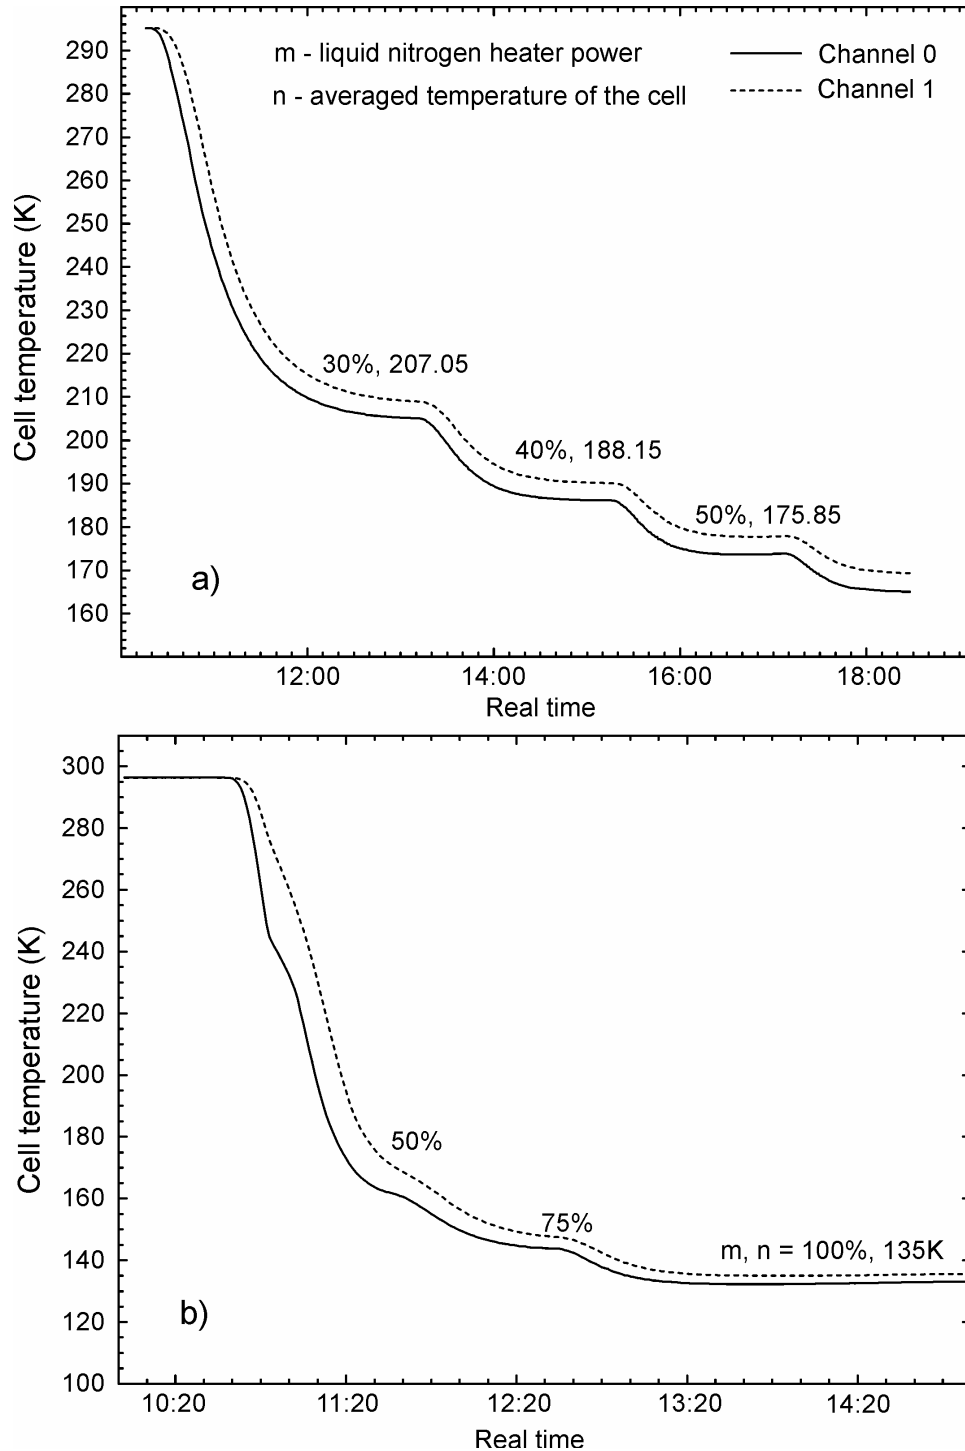 m - liquid nitrogen heater power
n - averaged temperature of the cell
Channel 0
Channel 1
Cell temperature (K)
290
280
270
260
250
240
230
220
210
200
190
180
170
160
30%, 207.05
40%, 188.15
50%, 175.85
a)
12:00 14:00 16:00 18:00
Real time
Cell temperature (K)
300
280
260
240
220
200
180
160
140
120
100
50%
75%
m, n = 100%, 135K
b)
10:20 11:20 12:20 13:20 14:20
Real time